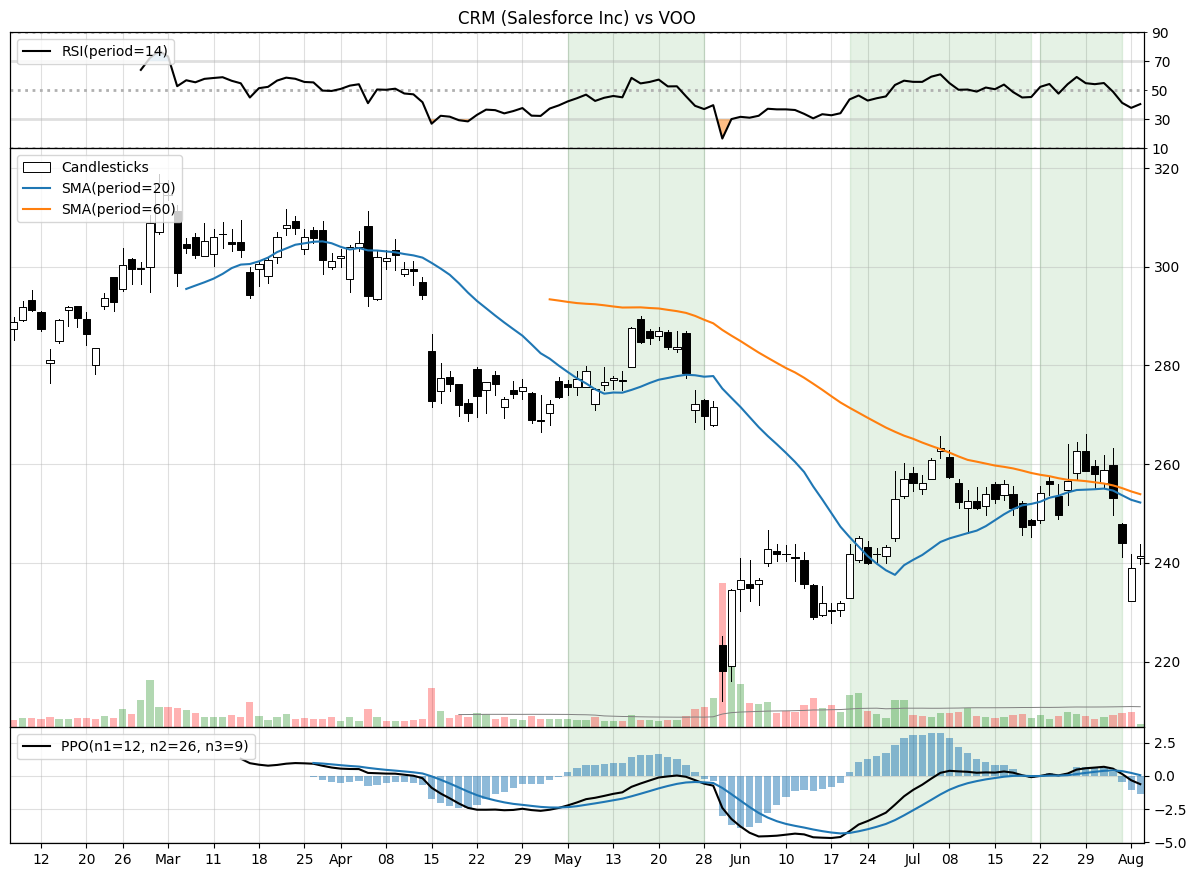 CRM (Salesforce Inc) vs VOO
RSI(period=14)
90
70
50
30
10
Candlesticks
SMA(period=20)
SMA(period=60)
320
300
280
260
240
220
PPO(n1=12, n2=26, n3=9)
2.5
0.0
−2.5
−5.0
12 20 26 Mar 11 18 25 Apr 08 15 22 29 May 13 20 28 Jun 10 17 24 Jul 08 15 22 29 Aug